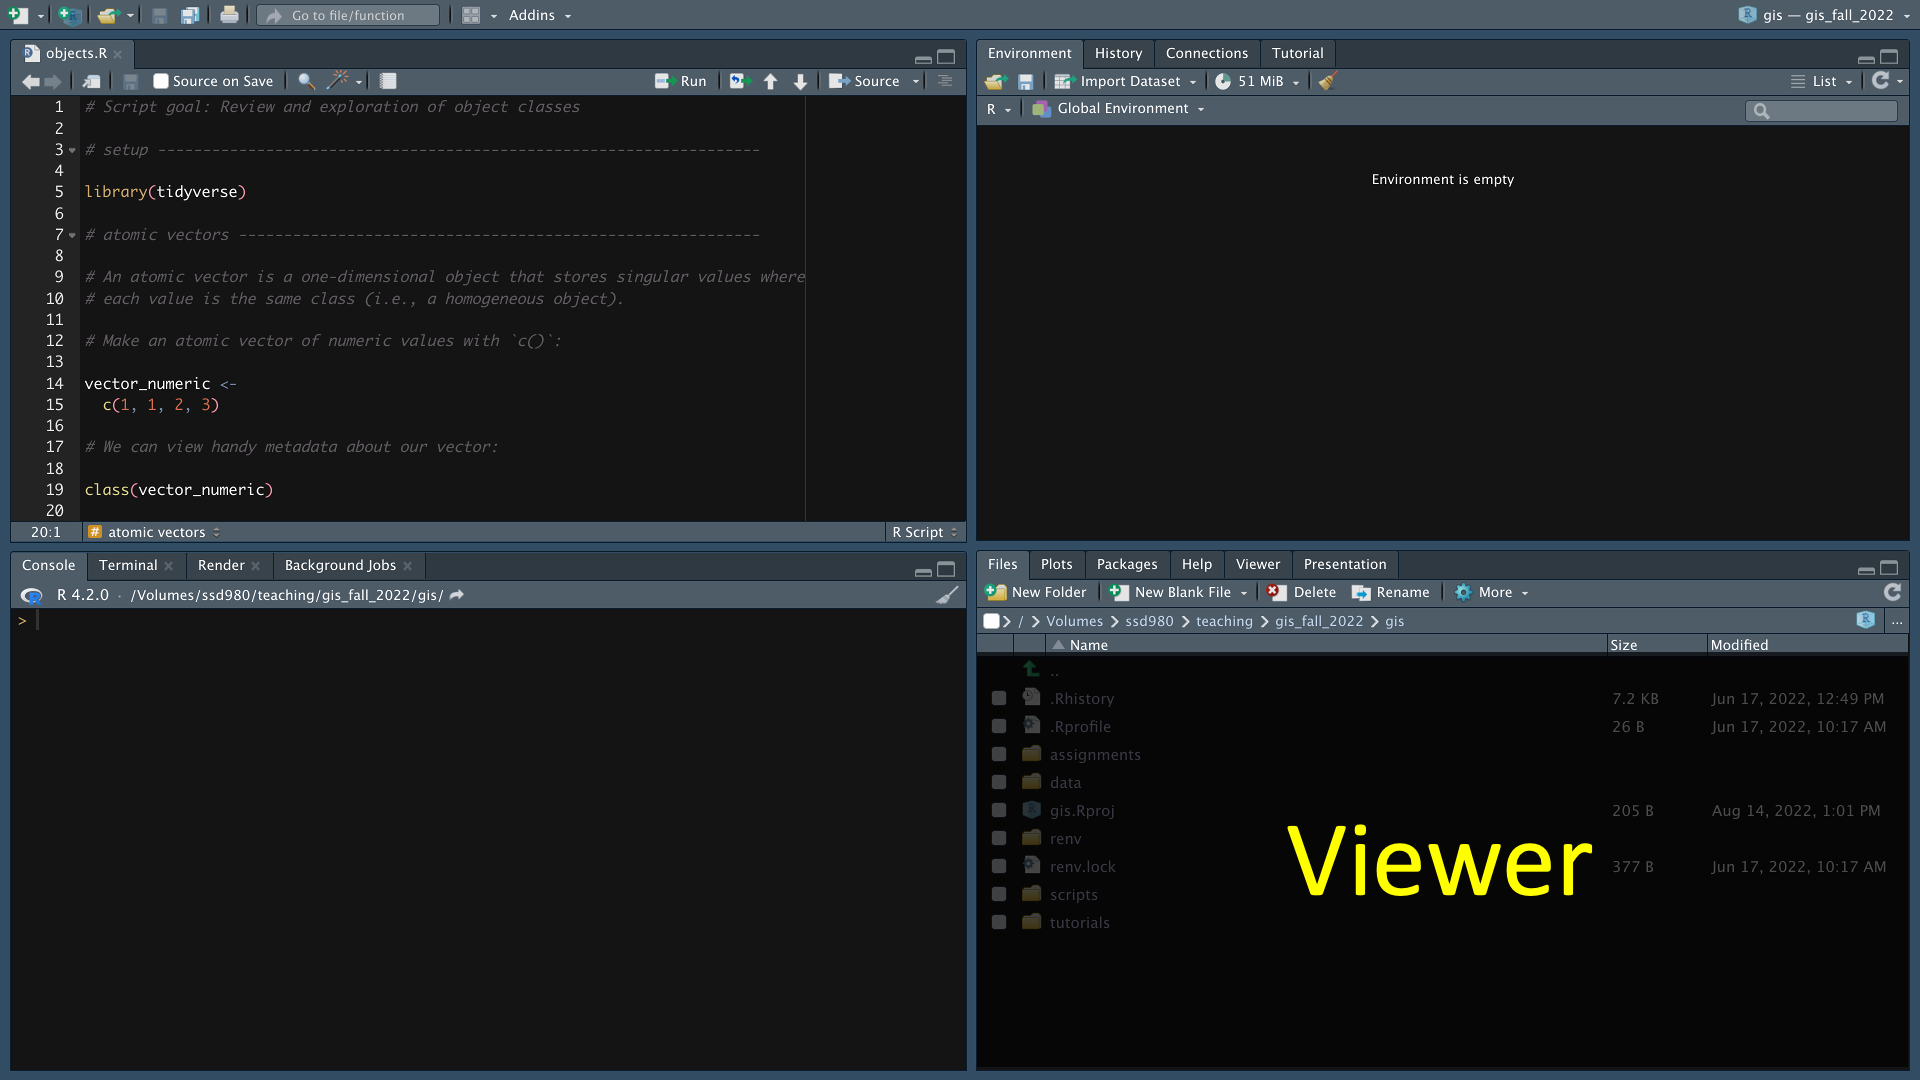 Go to file/function
Addins
gis — gis_fall_2022
objects.R
Source on Save
Run
Source
1 # Script goal: Review and exploration of object classes
2
3 # setup -------------------------------------------------------------------
4
5 library(tidyverse)
6
7 # atomic vectors ----------------------------------------------------------
8
9 # An atomic vector is a one-dimensional object that stores singular values where
10 # each value is the same class (i.e., a homogeneous object).
11
12 # Make an atomic vector of numeric values with `c()`:
13
14 vector_numeric <-
15 c(1, 1, 2, 3)
16
17 # We can view handy metadata about our vector:
18
19 class(vector_numeric)
20
20:1 # atomic vectors R Script
Environment History Connections Tutorial
Import Dataset 51 MiB List
R Global Environment
Environment is empty
Console Terminal Render Background Jobs
R 4.2.0 · /Volumes/ssd980/teaching/gis_fall_2022/gis/
>
Files Plots Packages Help Viewer Presentation
New Folder New Blank File Delete Rename More
/ Volumes ssd980 teaching gis_fall_2022 gis ...
Name Size Modified
..
.Rhistory 7.2 KB Jun 17, 2022, 12:49 PM
.Rprofile 26 B Jun 17, 2022, 10:17 AM
assignments
data
gis.Rproj 205 B Aug 14, 2022, 1:01 PM
renv
renv.lock 377 B Jun 17, 2022, 10:17 AM
scripts
tutorials
Viewer